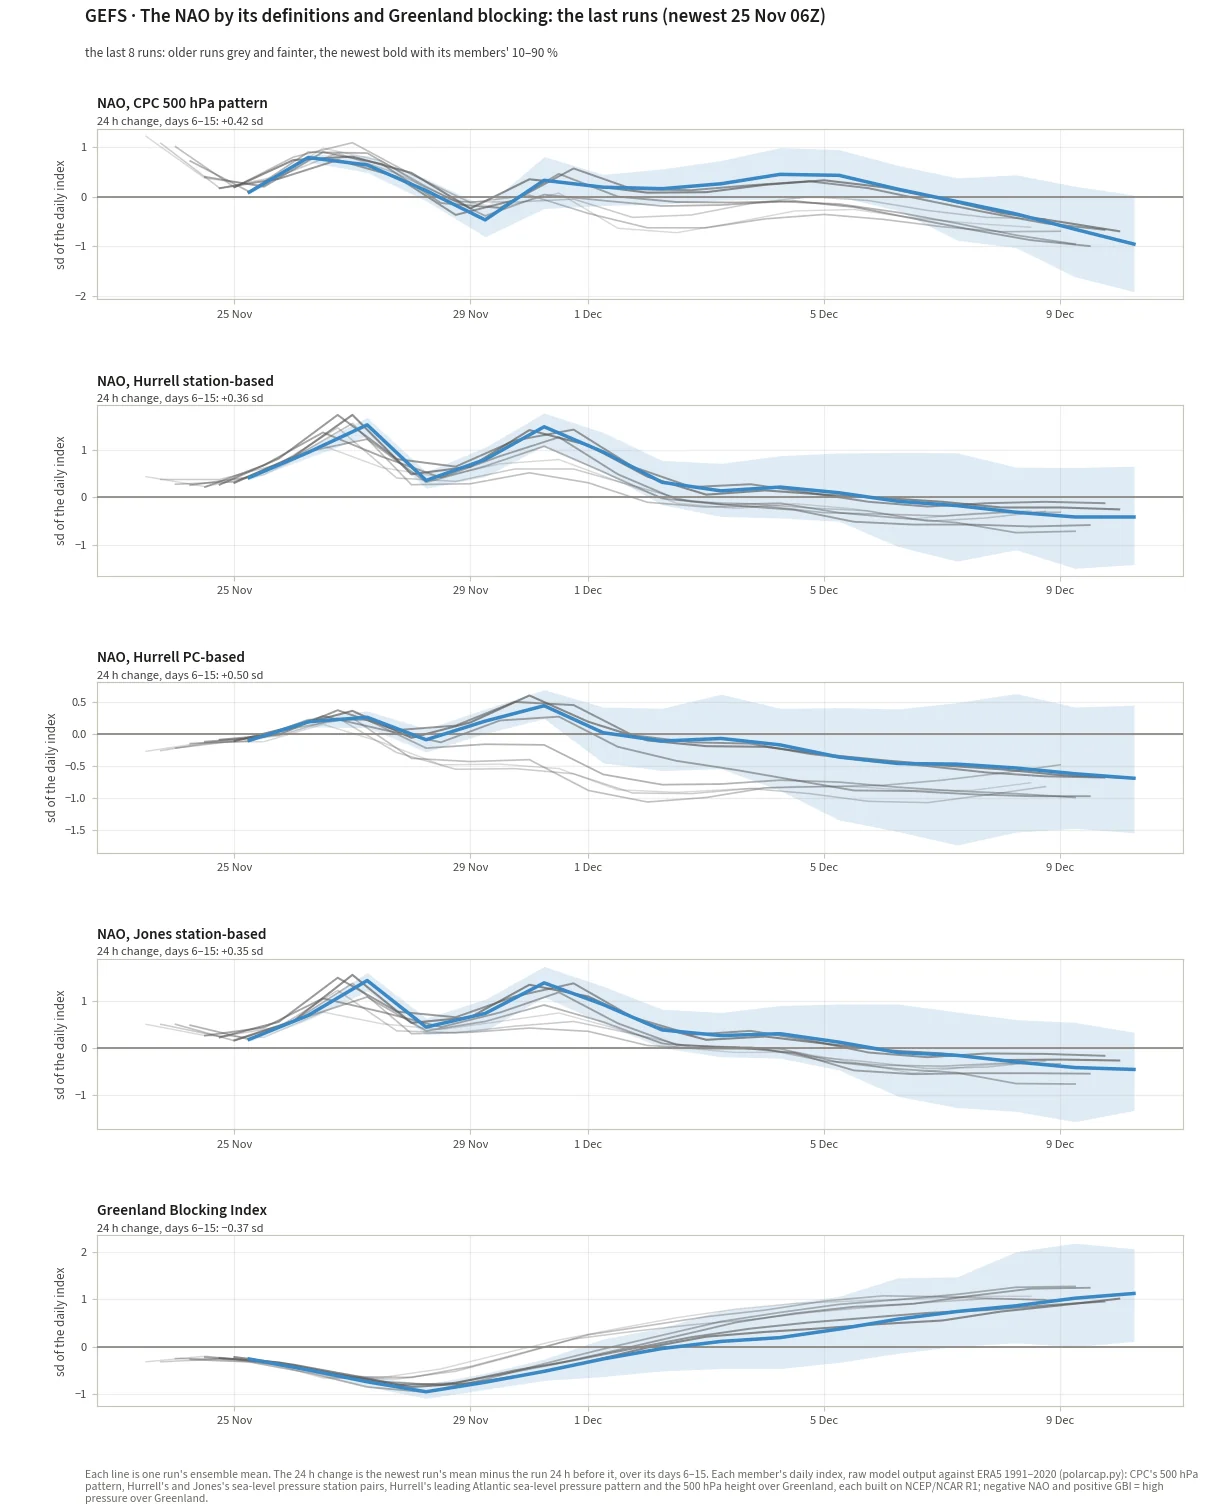 GEFS · The NAO by its definitions and Greenland blocking: the last runs (newest 25 Nov 06Z)
the last 8 runs: older runs grey and fainter, the newest bold with its members' 10–90 %
NAO, CPC 500 hPa pattern
24 h change, days 6–15: +0.42 sd
sd of the daily index
1
0
−1
−2
25 Nov
29 Nov
1 Dec
5 Dec
9 Dec
NAO, Hurrell station-based
24 h change, days 6–15: +0.36 sd
sd of the daily index
1
0
−1
25 Nov
29 Nov
1 Dec
5 Dec
9 Dec
NAO, Hurrell PC-based
24 h change, days 6–15: +0.50 sd
sd of the daily index
0.5
0.0
−0.5
−1.0
−1.5
25 Nov
29 Nov
1 Dec
5 Dec
9 Dec
NAO, Jones station-based
24 h change, days 6–15: +0.35 sd
sd of the daily index
1
0
−1
25 Nov
29 Nov
1 Dec
5 Dec
9 Dec
Greenland Blocking Index
24 h change, days 6–15: −0.37 sd
sd of the daily index
2
1
0
−1
25 Nov
29 Nov
1 Dec
5 Dec
9 Dec
Each line is one run's ensemble mean. The 24 h change is the newest run's mean minus the run 24 h before it, over its days 6–15. Each member's daily index, raw model output against ERA5 1991–2020 (polarcap.py): CPC's 500 hPa
pattern, Hurrell's and Jones's sea-level pressure station pairs, Hurrell's leading Atlantic sea-level pressure pattern and the 500 hPa height over Greenland, each built on NCEP/NCAR R1; negative NAO and positive GBI = high
pressure over Greenland.